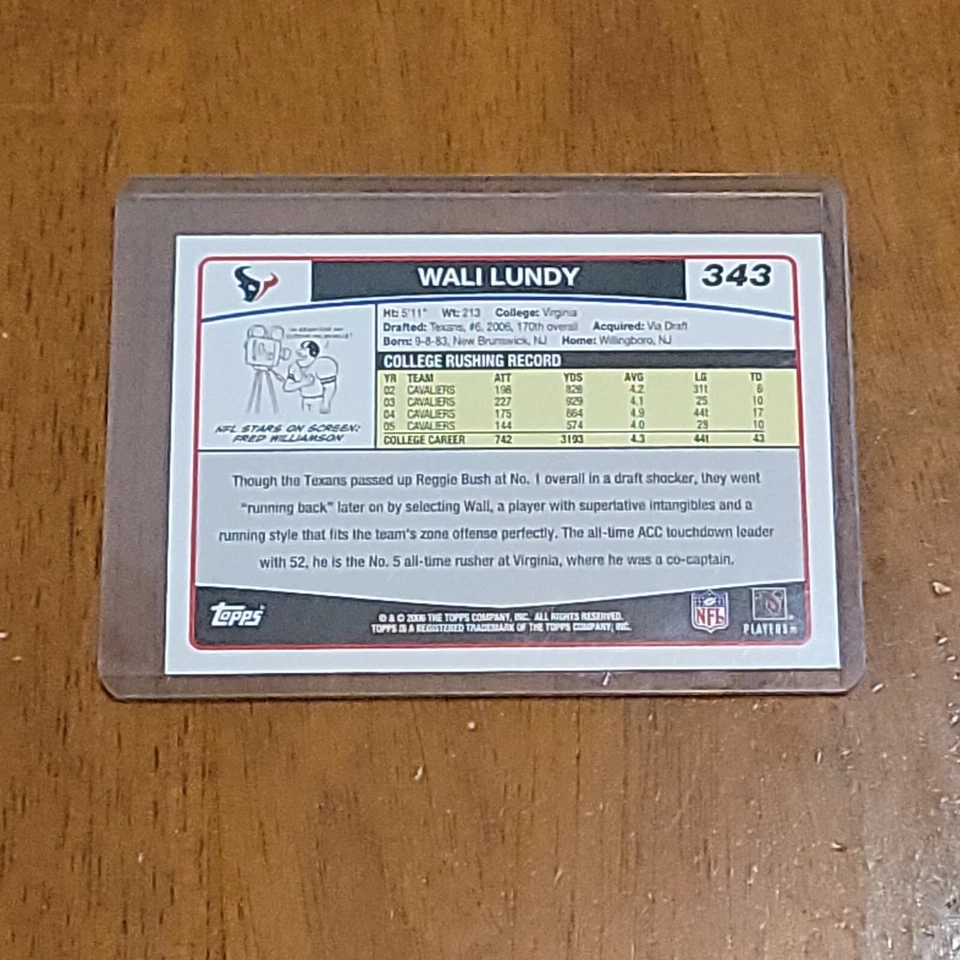 WALI LUNDY
343
Ht: 5'11" Wt: 213 College: Virginia
Drafted: Texans, #6, 2006, 170th overall Acquired: Via Draft
Born: 9-8-83, New Brunswick, NJ Home: Willingboro, NJ
COLLEGE RUSHING RECORD
YR TEAM ATT YDS AVG LG TD
02 CAVALIERS 196 826 4.2 31t 6
03 CAVALIERS 227 929 4.1 25 10
04 CAVALIERS 175 864 4.9 44t 17
05 CAVALIERS 144 574 4.0 23 10
COLLEGE CAREER 742 3193 4.3 44t 43
NFL STARS ON SCREEN:
FRED WILLIAMSON
Though the Texans passed up Reggie Bush at No. 1 overall in a draft shocker, they went
"running back" later on by selecting Wali, a player with superlative intangibles and a
running style that fits the team's zone offense perfectly. The all-time ACC touchdown leader
with 52, he is the No. 5 all-time rusher at Virginia, where he was a co-captain.
Topps
® & © 2006 THE TOPPS COMPANY, INC. ALL RIGHTS RESERVED.
TOPPS IS A REGISTERED TRADEMARK OF THE TOPPS COMPANY, INC.
NFL
PLAYERS